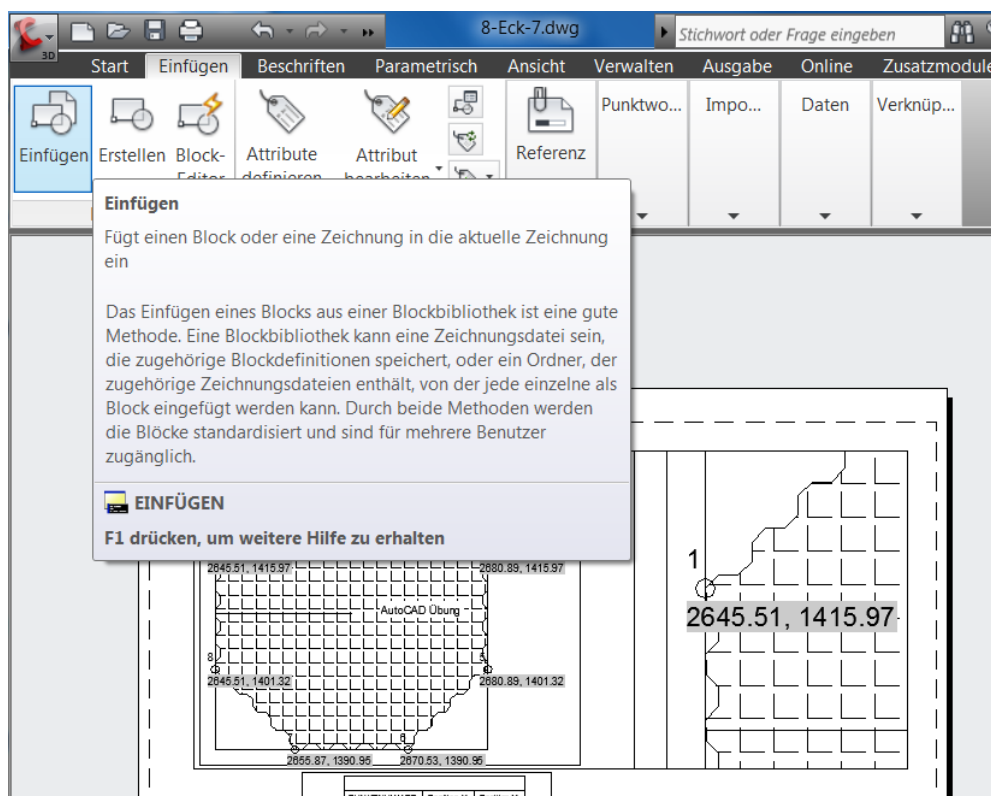 8-Eck-7.dwg
Stichwort oder Frage eingeben
3D
Start Einfügen Beschriften Parametrisch Ansicht Verwalten Ausgabe Online Zusatzmodule
Einfügen Erstellen Block-
Editor
Attribute
definieren
Attribut
bearbeiten
Referenz
Punktwo...
Impo...
Daten
Verknüp...
Einfügen
Fügt einen Block oder eine Zeichnung in die aktuelle Zeichnung
ein
Das Einfügen eines Blocks aus einer Blockbibliothek ist eine gute
Methode. Eine Blockbibliothek kann eine Zeichnungsdatei sein,
die zugehörige Blockdefinitionen speichert, oder ein Ordner, der
zugehörige Zeichnungsdateien enthält, von der jede einzelne als
Block eingefügt werden kann. Durch beide Methoden werden
die Blöcke standardisiert und sind für mehrere Benutzer
zugänglich.
EINFÜGEN
F1 drücken, um weitere Hilfe zu erhalten
2645.51, 1415.97
2680.89, 1415.97
AutoCAD Übung
8
5
2645.51, 1401.32
2680.89, 1401.32
7
6
2655.87, 1390.95
2670.53, 1390.95
1
2645.51, 1415.97